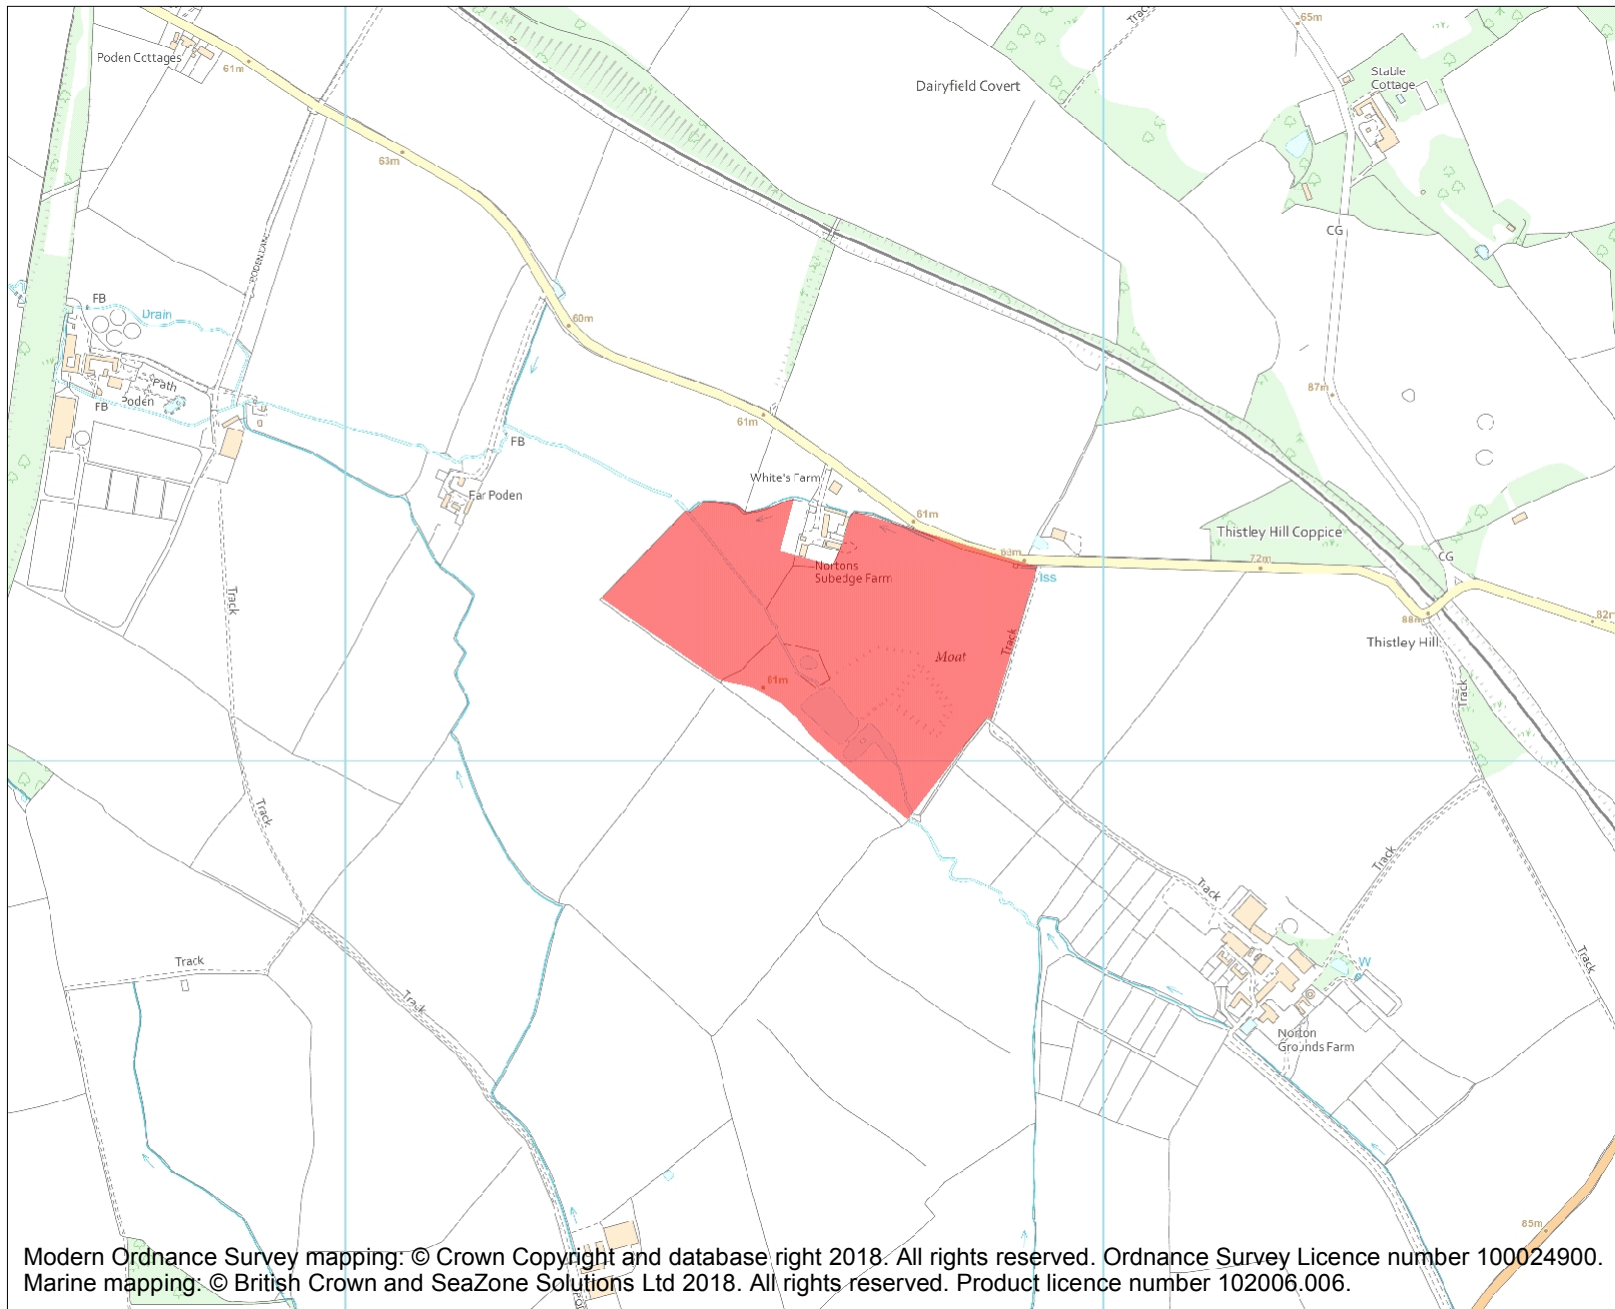 Poden Cottages
61m
63m
Dairyfield Covert
Track
65m
Stable
Cottage
CG
FB
Drain
60m
87m
Path
Poden
FB
61m
FB
White's Farm
Far Poden
61m
Thistley Hill Coppice
CG
72m
Iss
Nortons
Subedge Farm
88m
82m
Thistley Hill
Track
Track
Moat
Track
61m
Track
Track
Track
Track
Track
Track
W
Norton
Grounds Farm
85m
Modern Ordnance Survey mapping: © Crown Copyright and database right 2018. All rights reserved. Ordnance Survey Licence number 100024900.
Marine mapping: © British Crown and SeaZone Solutions Ltd 2018. All rights reserved. Product licence number 102006.006.